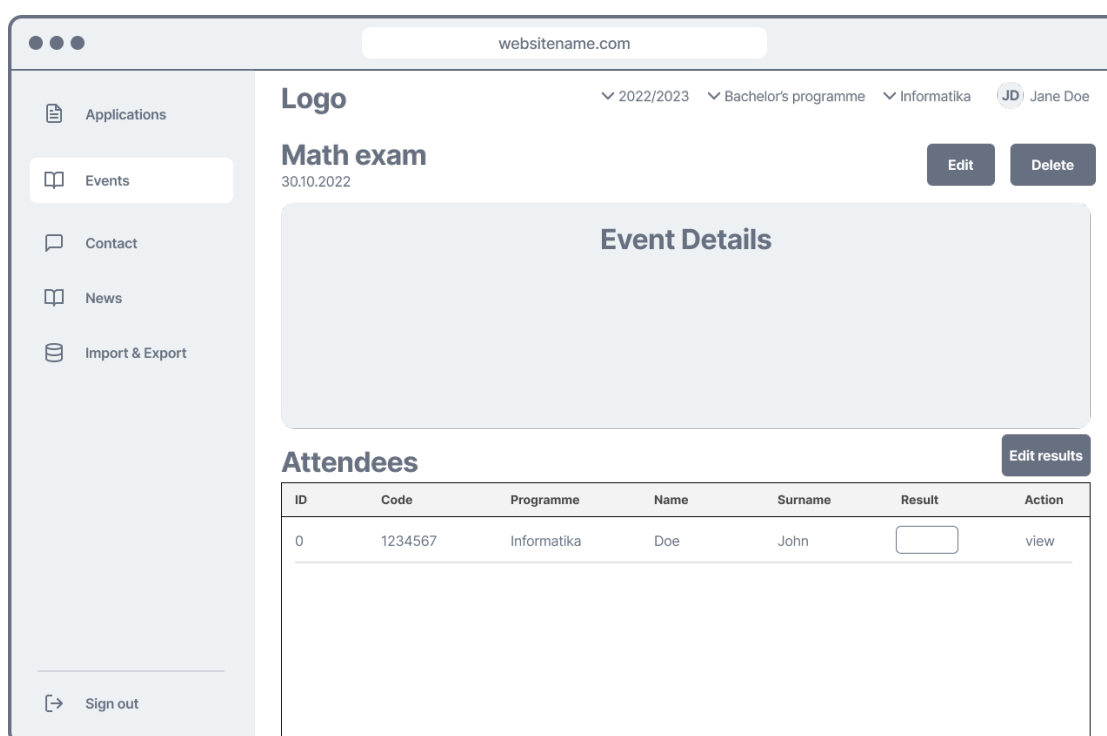 websitename.com
Applications
Events
Contact
News
Import & Export
Sign out
Logo
2022/2023 Bachelor's programme Informatika JD Jane Doe
Math exam
30.10.2022
Edit Delete
Event Details
Attendees
Edit results
ID Code Programme Name Surname Result Action
0 1234567 Informatika Doe John view